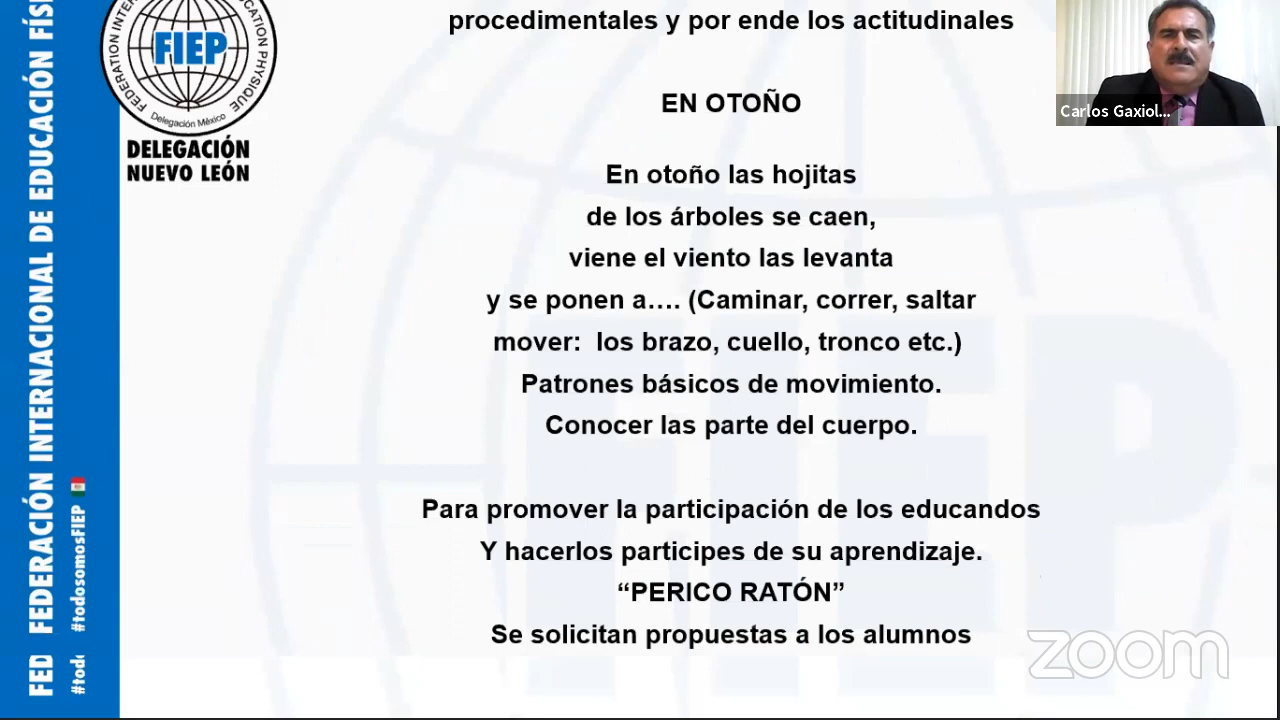 procedimentales y por ende los actitudinales
EN OTOÑO
En otoño las hojitas
de los árboles se caen,
viene el viento las levanta
y se ponen a…. (Caminar, correr, saltar
mover:  los brazo, cuello, tronco etc.)
Patrones básicos de movimiento.
Conocer las parte del cuerpo.
Para promover la participación de los educandos
Y hacerlos participes de su aprendizaje.
“PERICO RATÓN”
Se solicitan propuestas a los alumnos
FIEP
Delegación México
DELEGACIÓN
NUEVO LEÓN
FEDERACIÓN INTERNACIONAL DE EDUCACIÓN
#todosomosFIEP
FED
Carlos Gaxiol...
zoom
FIEP